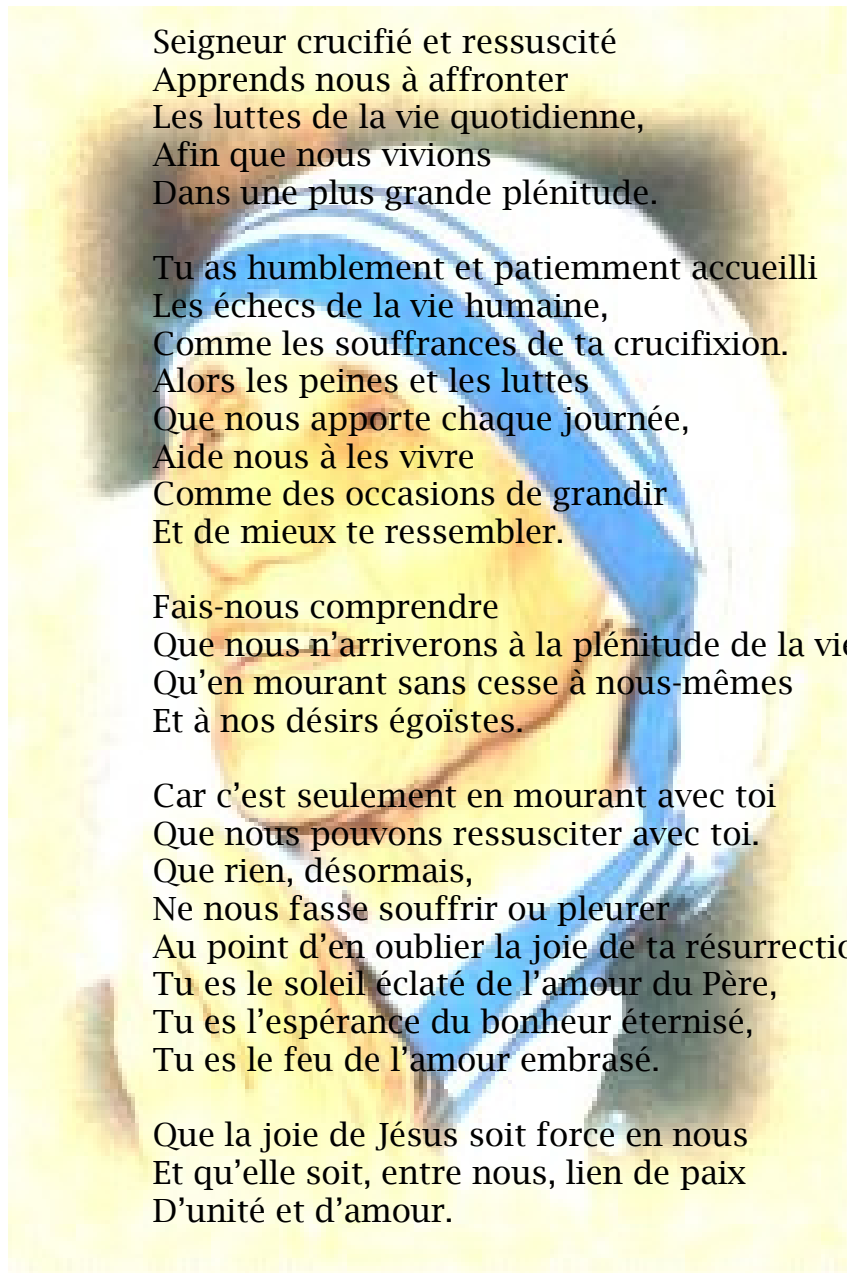 Seigneur crucifié et ressuscité
Apprends nous à affronter
Les luttes de la vie quotidienne,
Afin que nous vivions
Dans une plus grande plénitude.
Tu as humblement et patiemment accueilli
Les échecs de la vie humaine,
Comme les souffrances de ta crucifixion.
Alors les peines et les luttes
Que nous apporte chaque journée,
Aide nous à les vivre
Comme des occasions de grandir
Et de mieux te ressembler.
Fais-nous comprendre
Que nous n’arriverons à la plénitude de la vie
Qu’en mourant sans cesse à nous-mêmes
Et à nos désirs égoïstes.
Car c’est seulement en mourant avec toi
Que nous pouvons ressusciter avec toi.
Que rien, désormais,
Ne nous fasse souffrir ou pleurer
Au point d’en oublier la joie de ta résurrectio
Tu es le soleil éclaté de l’amour du Père,
Tu es l’espérance du bonheur éternisé,
Tu es le feu de l’amour embrasé.
Que la joie de Jésus soit force en nous
Et qu’elle soit, entre nous, lien de paix
D’unité et d’amour.